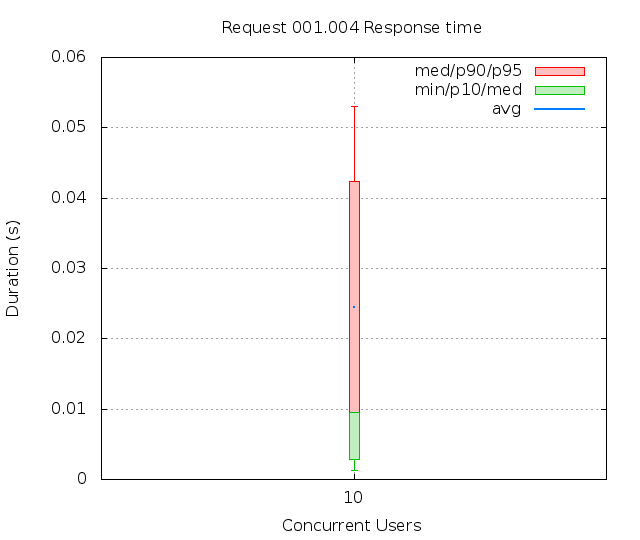 Request 001.004 Response time
0.06
med/p90/p95
min/p10/med
avg
0.05
0.04
0.03
0.02
0.01
0
Duration (s)
10
Concurrent Users